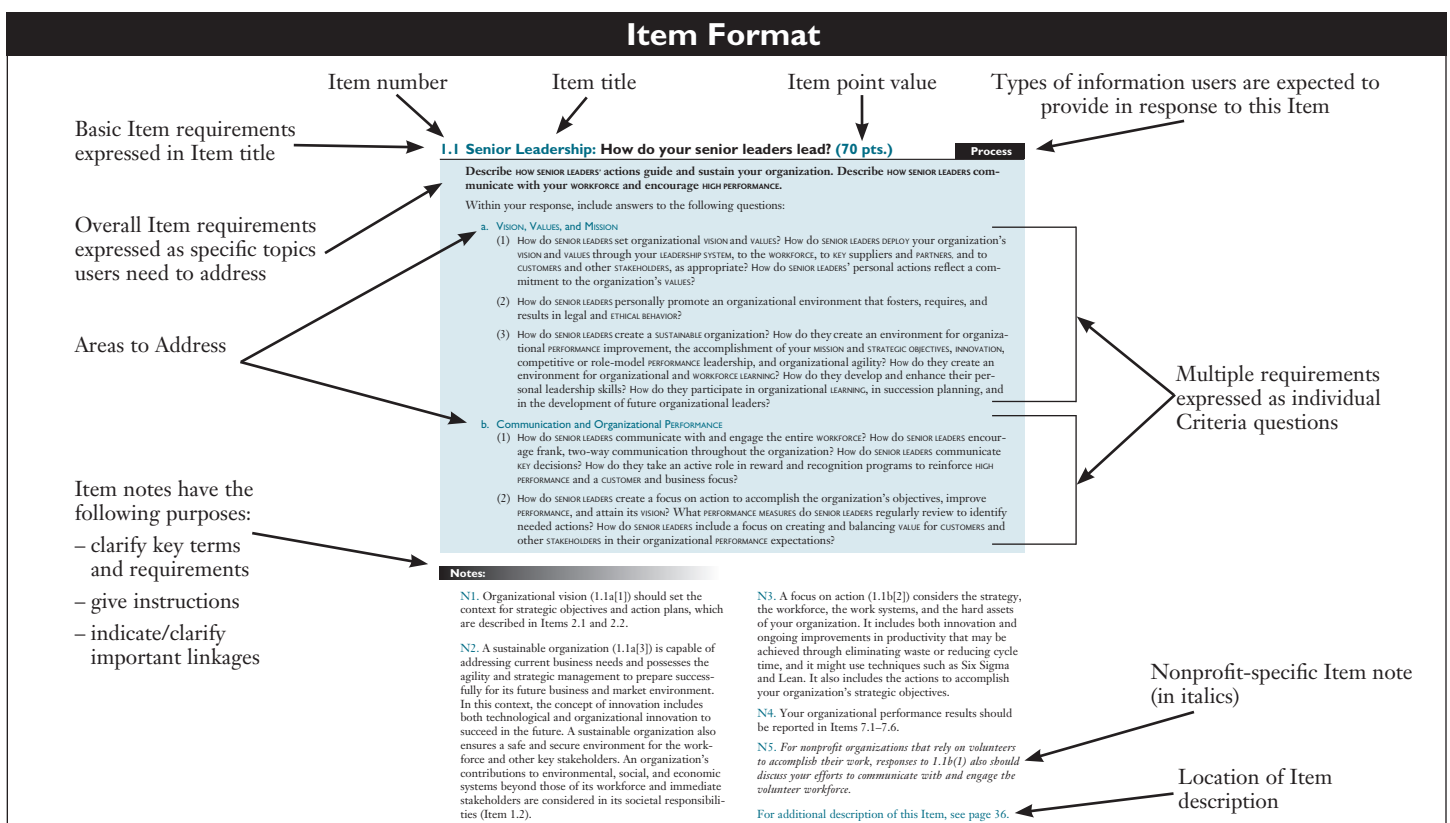 Item Format
Item number
Item title
Item point value
Types of information users are expected to
provide in response to this Item
Basic Item requirements
expressed in Item title
1.1 Senior Leadership: How do your senior leaders lead? (70 pts.)
Process
Describe HOW SENIOR LEADERS' actions guide and sustain your organization. Describe HOW SENIOR LEADERS com-
municate with your WORKFORCE and encourage HIGH PERFORMANCE.
Within your response, include answers to the following questions:
Overall Item requirements
expressed as specific topics
users need to address
a. VISION, VALUES, and MISSION
(1) HOW do SENIOR LEADERS set organizational VISION and VALUES? HOW do SENIOR LEADERS DEPLOY your organization's
VISION and VALUES through your LEADERSHIP SYSTEM, to the WORKFORCE, to KEY suppliers and PARTNERS, and to
CUSTOMERS and other STAKEHOLDERS, as appropriate? HOW do SENIOR LEADERS' personal actions reflect a com-
mitment to the organization's VALUES?
(2) HOW do SENIOR LEADERS personally promote an organizational environment that fosters, requires, and
results in legal and ETHICAL BEHAVIOR?
(3) HOW do SENIOR LEADERS create a SUSTAINABLE organization? HOW do they create an environment for organiza-
tional PERFORMANCE improvement, the accomplishment of your MISSION and STRATEGIC OBJECTIVES, INNOVATION,
competitive or role-model PERFORMANCE leadership, and organizational agility? HOW do they create an
environment for organizational and WORKFORCE LEARNING? HOW do they develop and enhance their per-
sonal leadership skills? HOW do they participate in organizational LEARNING, in succession planning, and
in the development of future organizational leaders?
Areas to Address
Multiple requirements
expressed as individual
Criteria questions
b. Communication and Organizational PERFORMANCE
(1) HOW do SENIOR LEADERS communicate with and engage the entire WORKFORCE? HOW do SENIOR LEADERS encour-
age frank, two-way communication throughout the organization? HOW do SENIOR LEADERS communicate
KEY decisions? HOW do they take an active role in reward and recognition programs to reinforce HIGH
PERFORMANCE and a CUSTOMER and business focus?
(2) HOW do SENIOR LEADERS create a focus on action to accomplish the organization's objectives, improve
PERFORMANCE, and attain its VISION? What PERFORMANCE MEASURES do SENIOR LEADERS regularly review to identify
needed actions? HOW do SENIOR LEADERS include a focus on creating and balancing VALUE for CUSTOMERS and
other STAKEHOLDERS in their organizational PERFORMANCE expectations?
Item notes have the
following purposes:
– clarify key terms
and requirements
– give instructions
– indicate/clarify
important linkages
Notes:
N1. Organizational vision (1.1a[1]) should set the
context for strategic objectives and action plans, which
are described in Items 2.1 and 2.2.
N2. A sustainable organization (1.1a[3]) is capable of
addressing current business needs and possesses the
agility and strategic management to prepare success-
fully for its future business and market environment.
In this context, the concept of innovation includes
both technological and organizational innovation to
succeed in the future. A sustainable organization also
ensures a safe and secure environment for the work-
force and other key stakeholders. An organization's
contributions to environmental, social, and economic
systems beyond those of its workforce and immediate
stakeholders are considered in its societal responsibili-
ties (Item 1.2).
N3. A focus on action (1.1b[2]) considers the strategy,
the workforce, the work systems, and the hard assets
of your organization. It includes both innovation and
ongoing improvements in productivity that may be
achieved through eliminating waste or reducing cycle
time, and it might use techniques such as Six Sigma
and Lean. It also includes the actions to accomplish
your organization's strategic objectives.
N4. Your organizational performance results should
be reported in Items 7.1–7.6.
N5. For nonprofit organizations that rely on volunteers
to accomplish their work, responses to 1.1b(1) also should
discuss your efforts to communicate with and engage the
volunteer workforce.
For additional description of this Item, see page 36.
Nonprofit-specific Item note
(in italics)
Location of Item
description